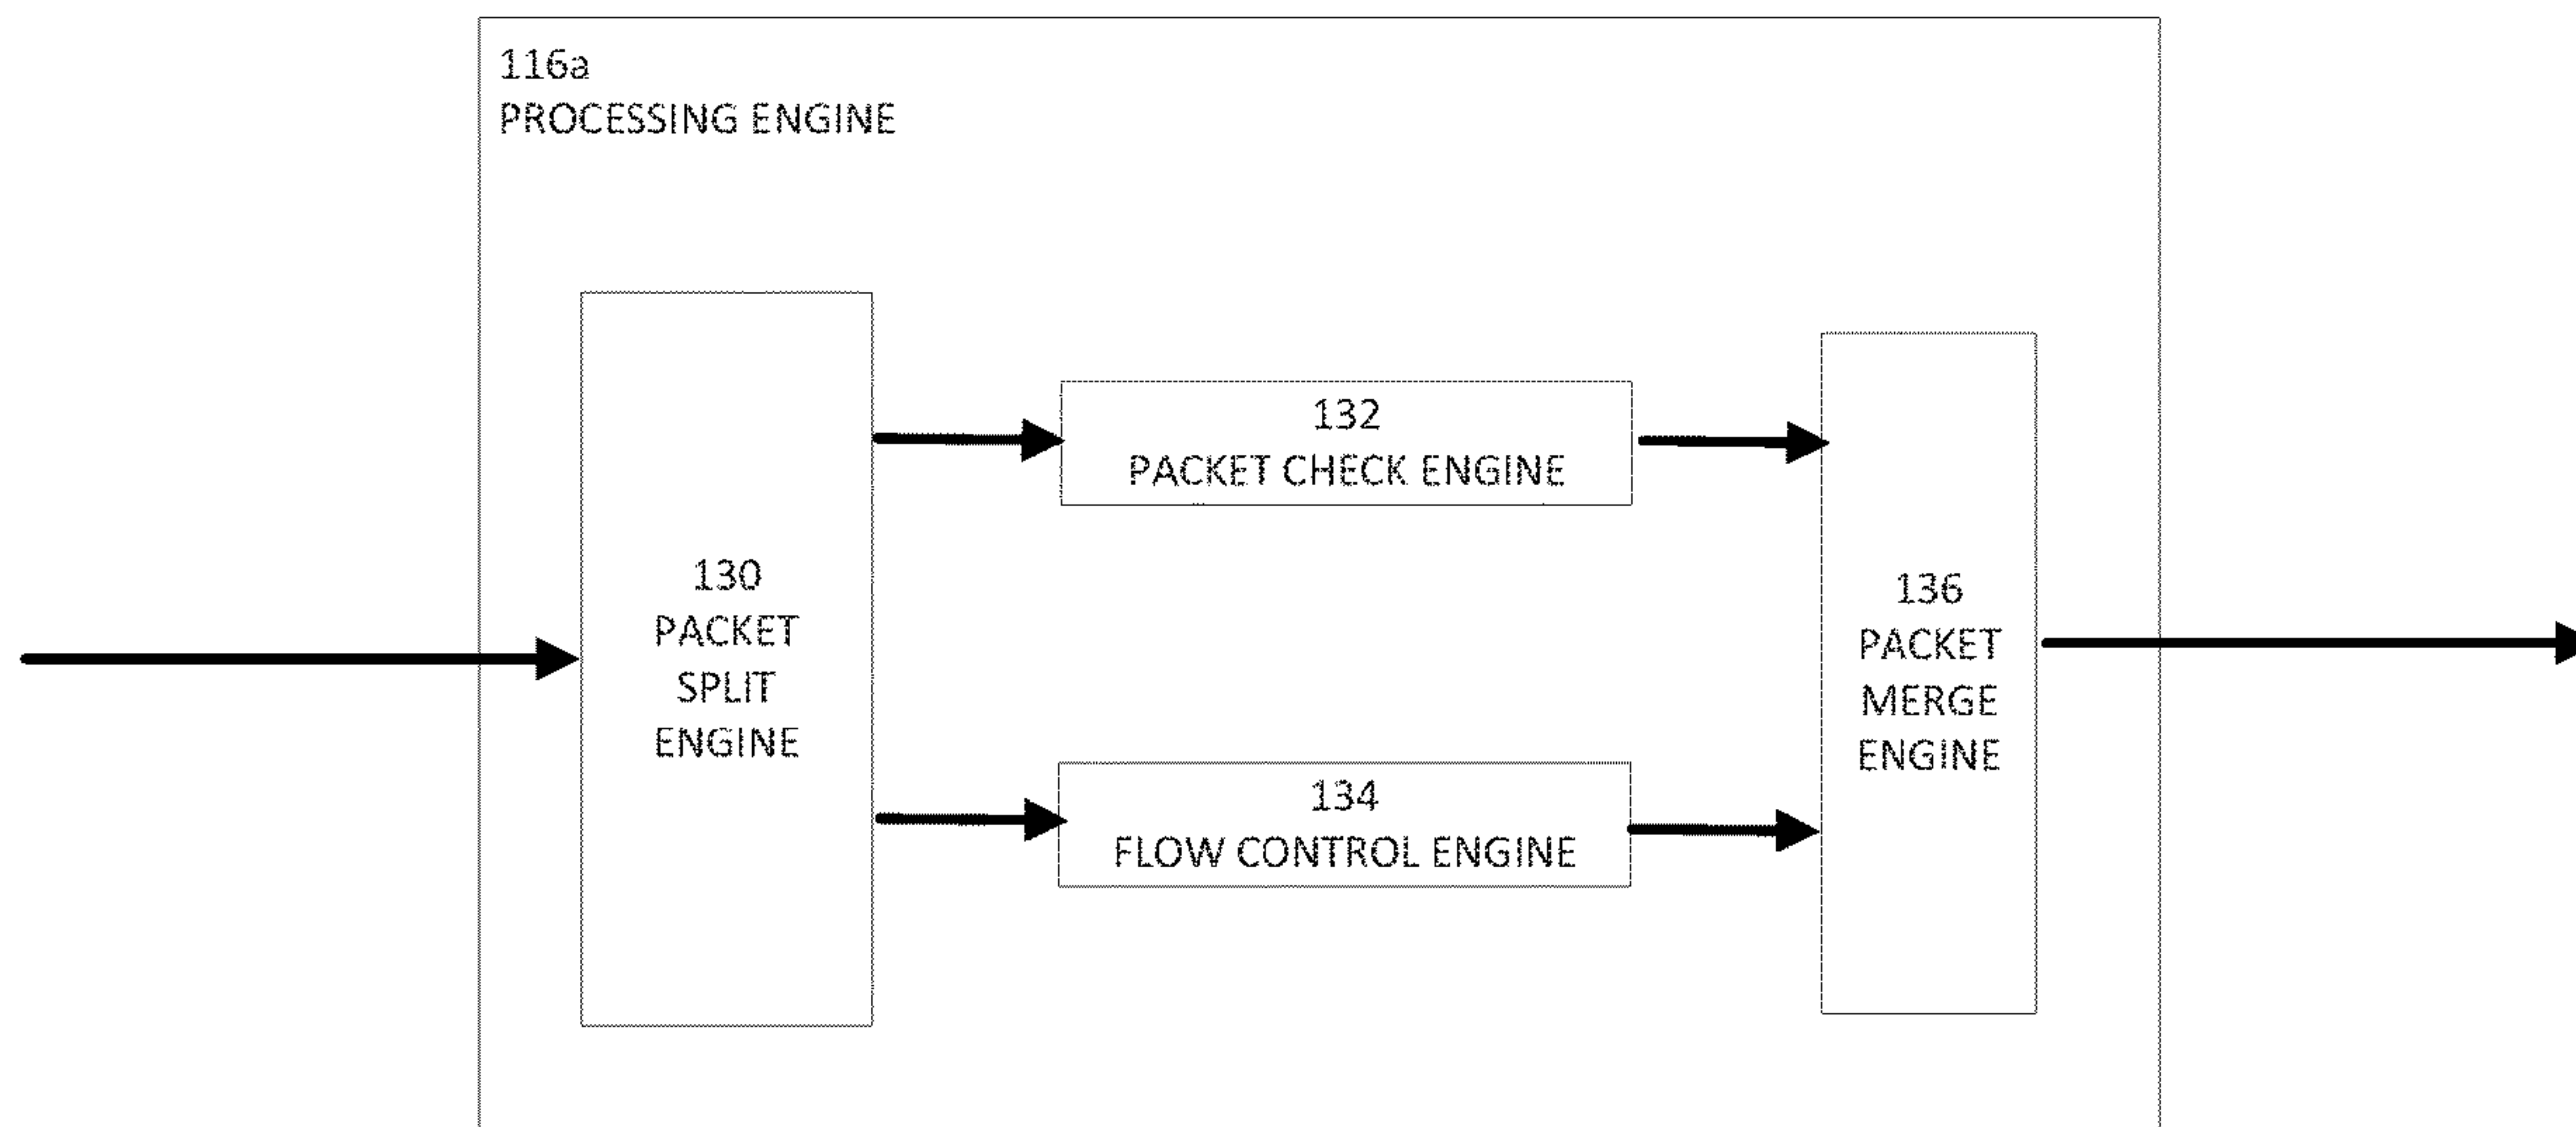 116a
PROCESSING ENGINE
132
PACKET CHECK ENGINE
130
PACKET
SPLIT
ENGINE
136
PACKET
MERGE
ENGINE
134
FLOW CONTROL ENGINE